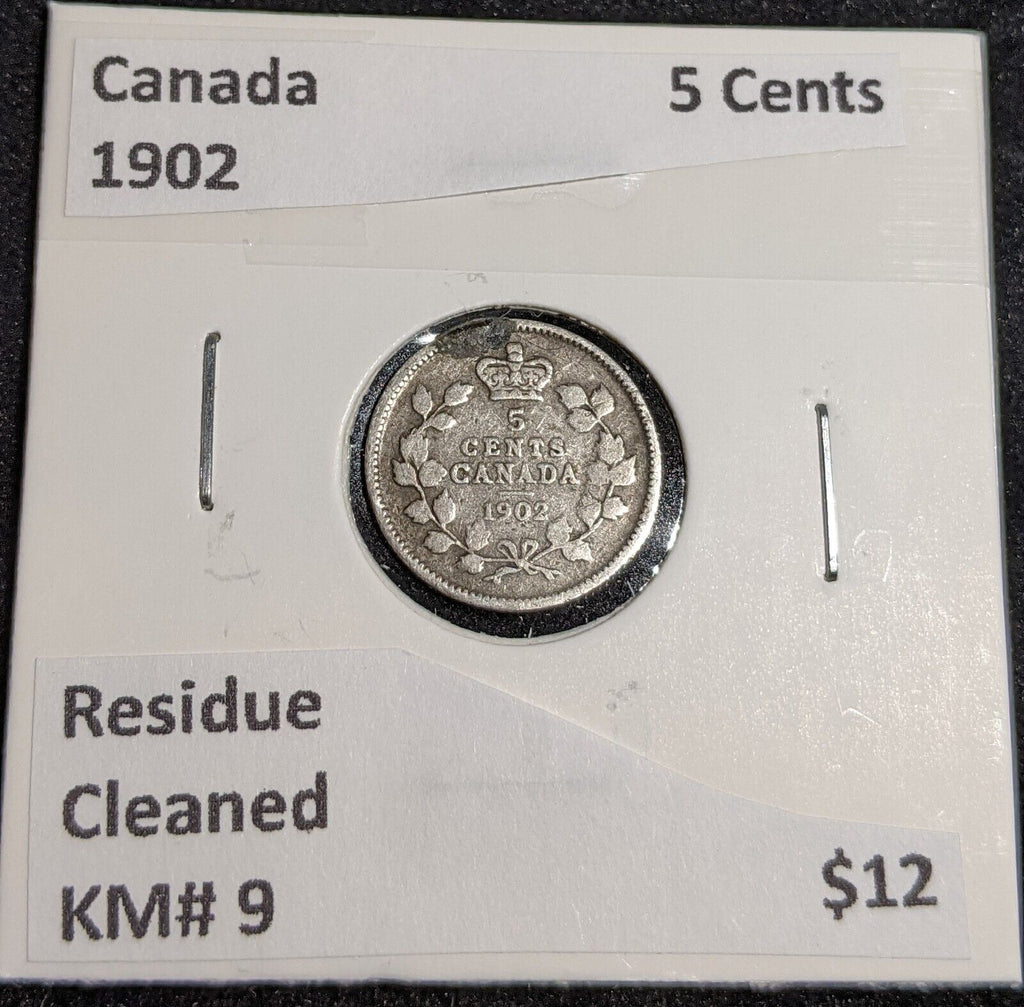 Canada 5 Cents
1902
5
CENTS
CANADA
1902
Residue
Cleaned
KM# 9 $12